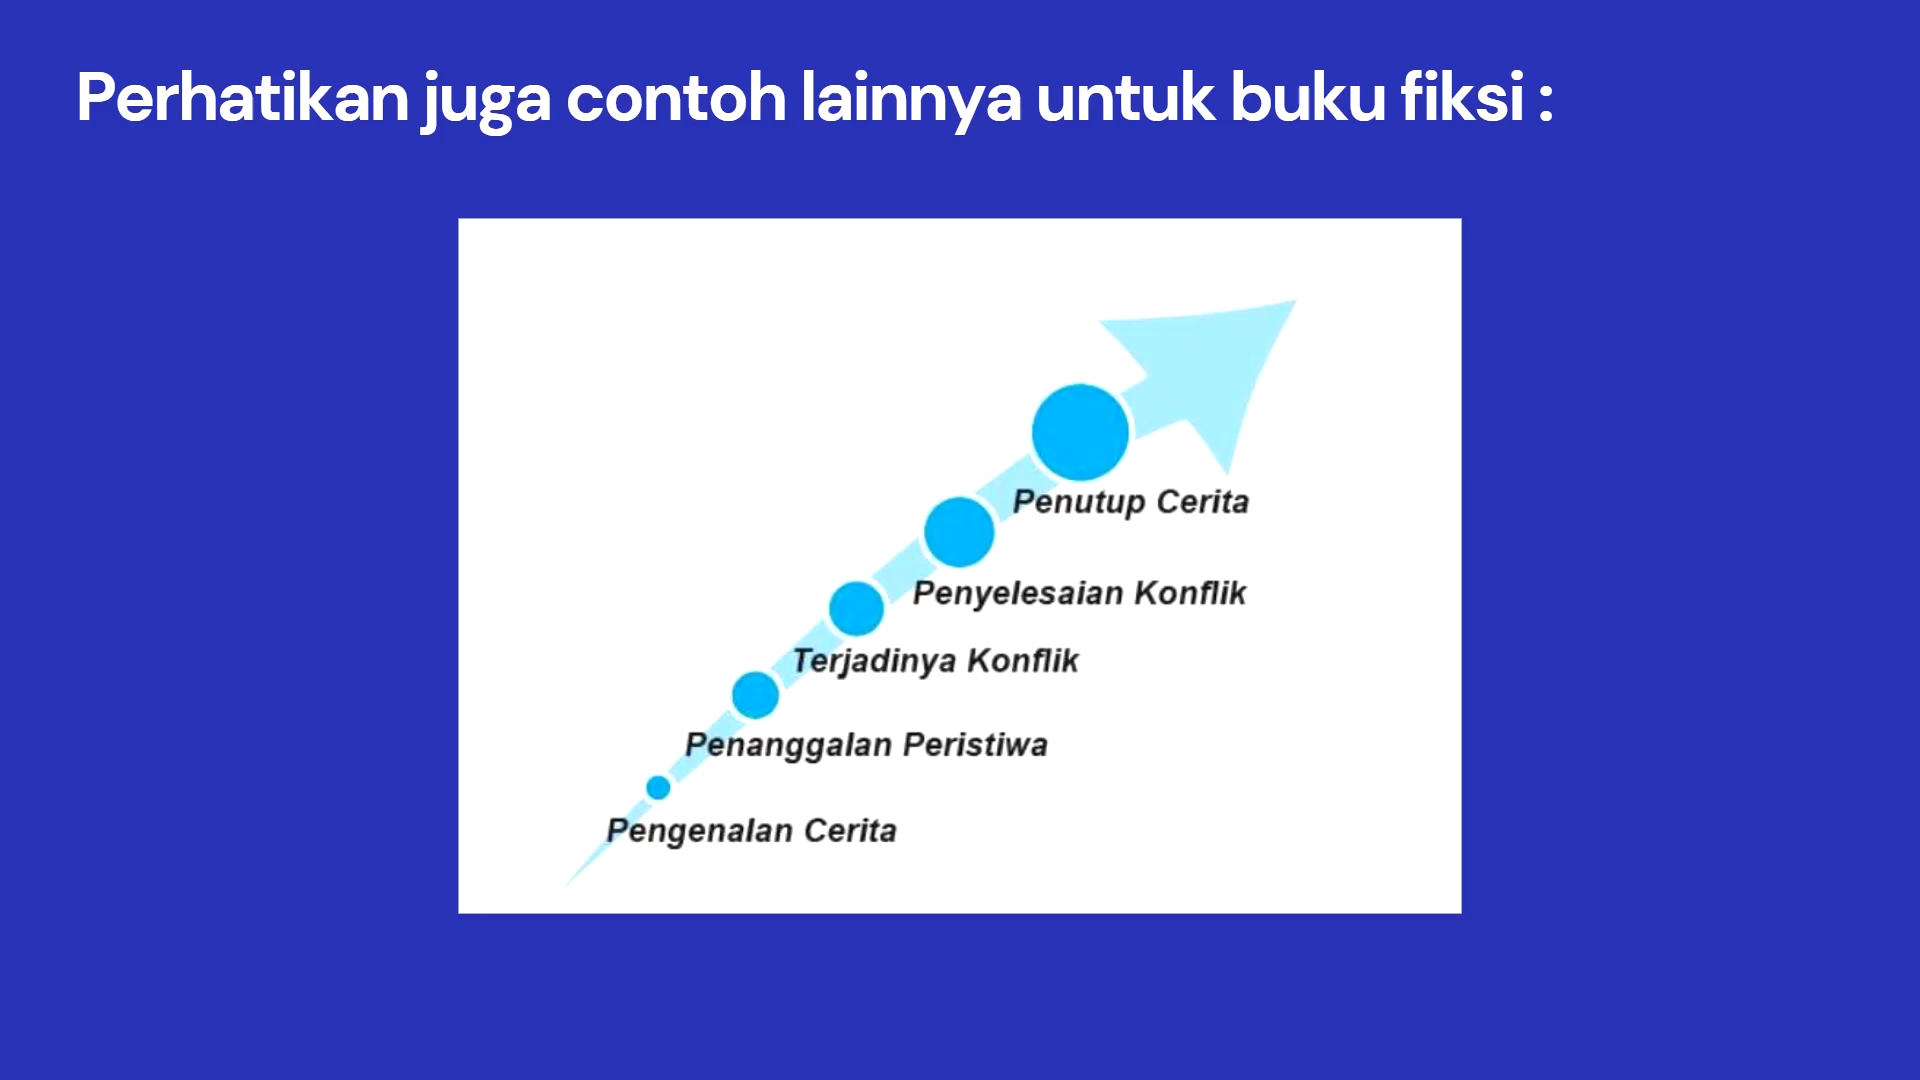 Perhatikan juga contoh lainnya untuk buku fiksi :
Penutup Cerita
Penyelesaian Konflik
Terjadinya Konflik
Penanggalan Peristiwa
Pengenalan Cerita